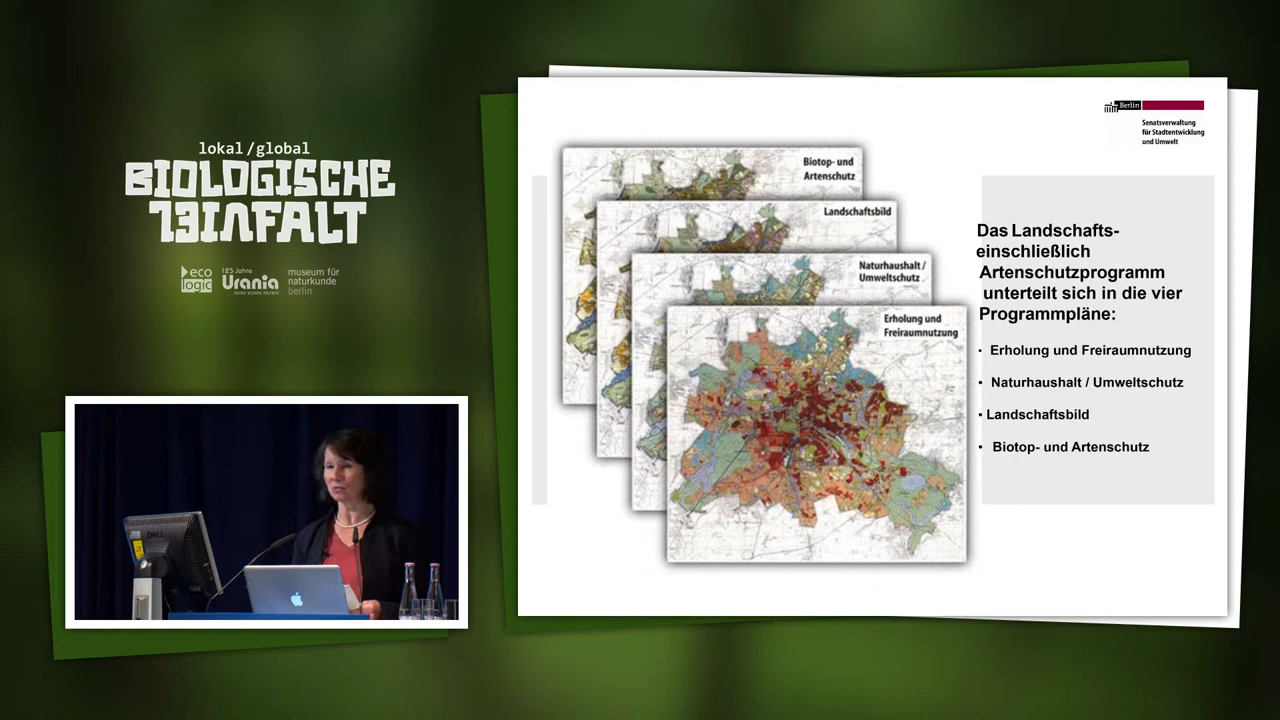 lokal/global
BIOLOGISCHE
VIELFALT
eco
logic
125 Jahre
Urania
museum für
naturkunde
berlin
DELL
Berlin
Senatsverwaltung
für Stadtentwicklung
und Umwelt
Biotop- und
Artenschutz
Landschaftsbild
Naturhaushalt /
Umweltschutz
Erholung und
Freiraumnutzung
Das Landschafts-
einschließlich
Artenschutzprogramm
unterteilt sich in die vier
Programmpläne:
• Erholung und Freiraumnutzung
• Naturhaushalt / Umweltschutz
• Landschaftsbild
• Biotop- und Artenschutz